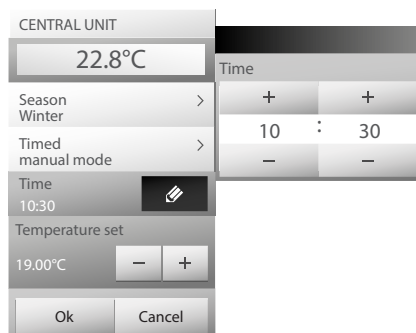 CENTRAL UNIT
22.8°C
Season
Winter
>
Timed
manual mode
>
Time
10:30
Temperature set
19.00°C
− +
Ok Cancel
Time
+ +
10 : 30
− −